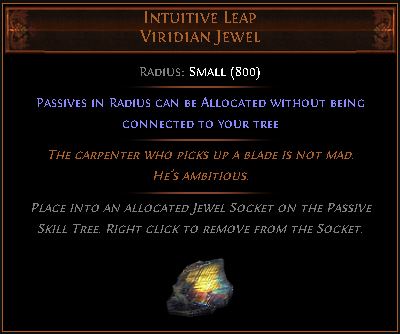 Intuitive Leap
Viridian Jewel
Radius: Small (800)
Passives in Radius can be Allocated without being
connected to your tree
The carpenter who picks up a blade is not mad.
He's ambitious.
Place into an allocated Jewel Socket on the Passive
Skill Tree. Right click to remove from the Socket.